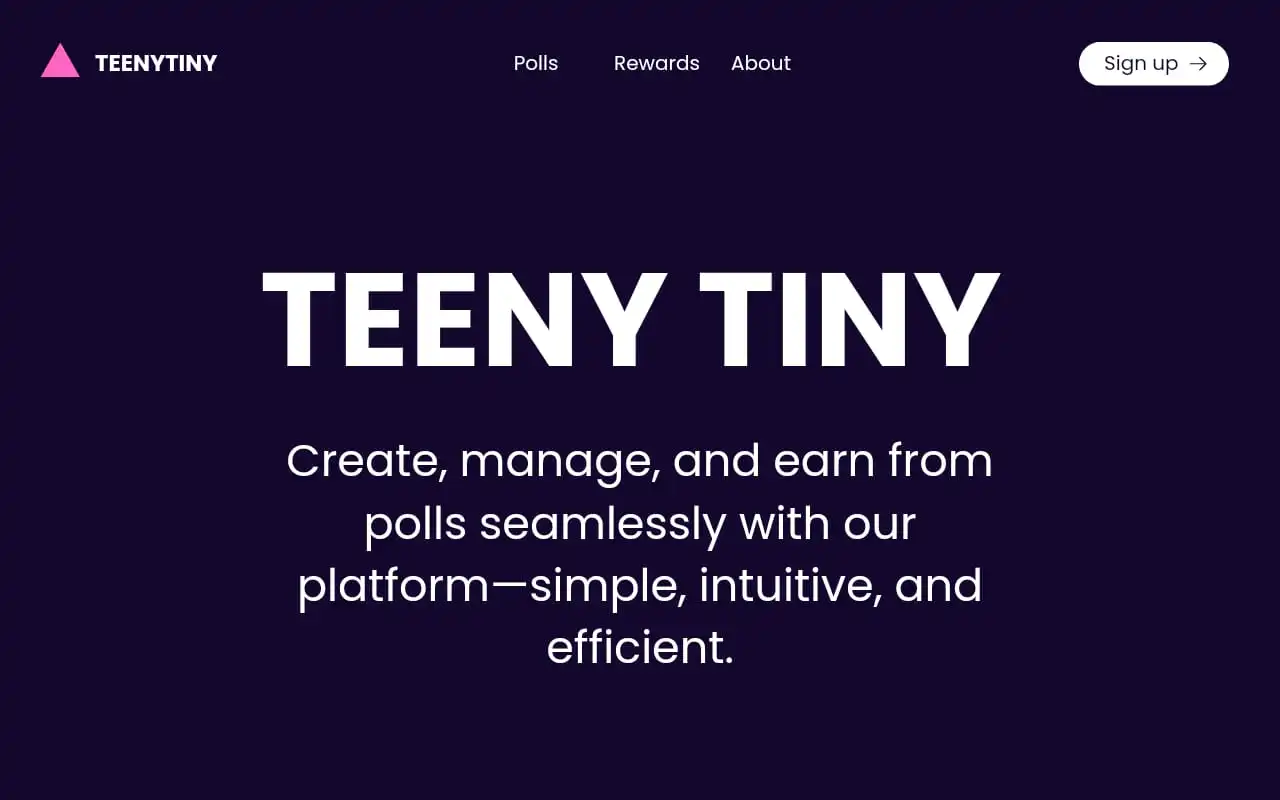 TEENYTINY
Polls
Rewards
About
Sign up →
TEENY TINY
Create, manage, and earn from
polls seamlessly with our
platform—simple, intuitive, and
efficient.